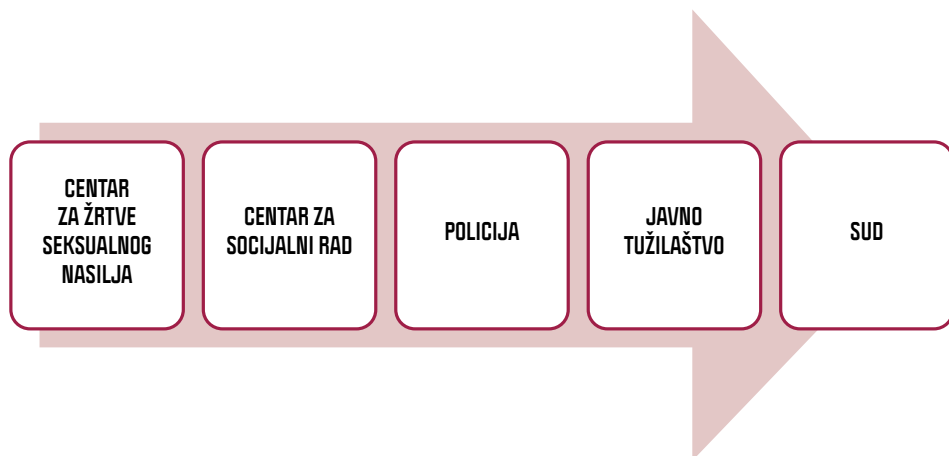 CENTAR
ZA ŽRTVE
SEKSUALNOG
NASILJA
CENTAR ZA
SOCIJALNI RAD
POLICIJA
JAVNO
TUŽILAŠTVO
SUD